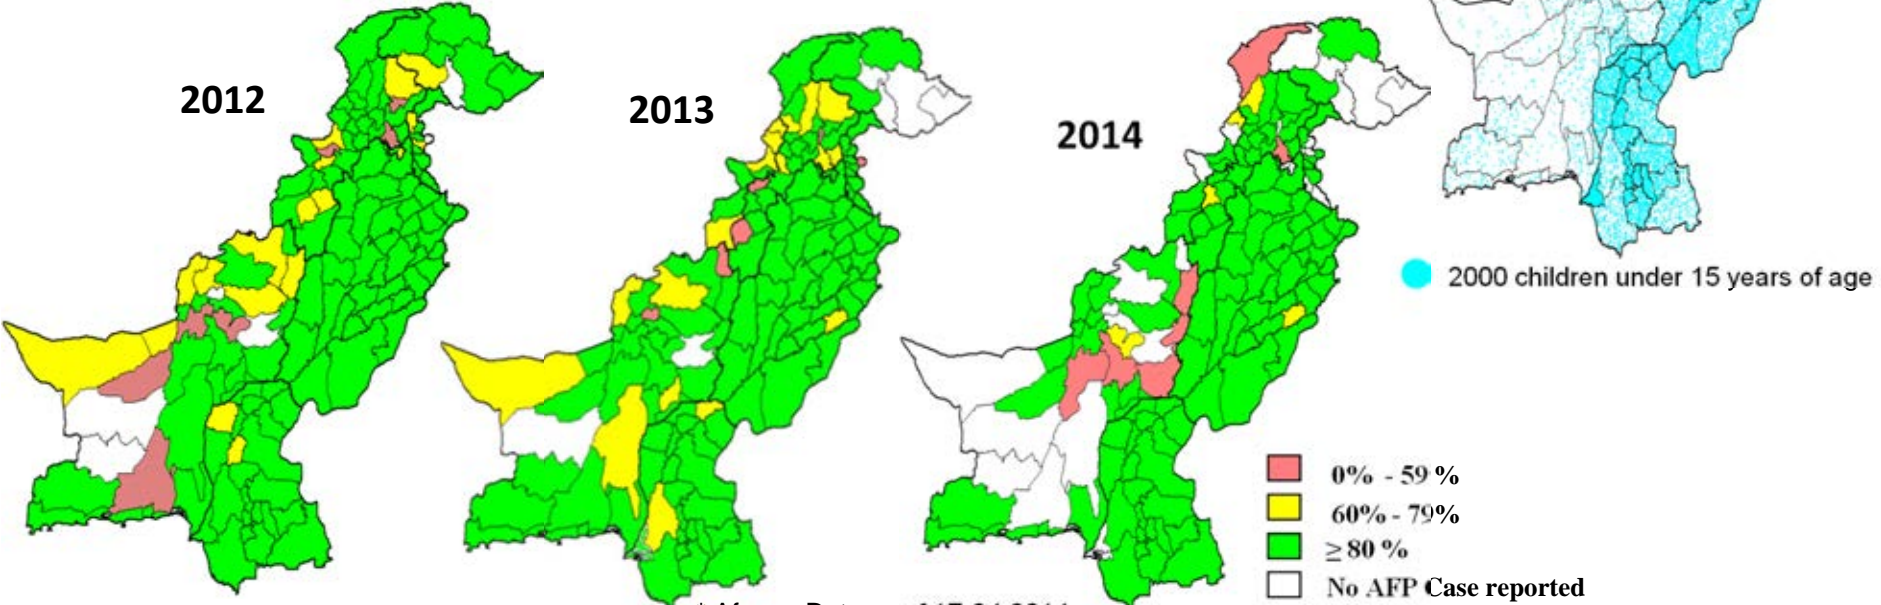 2012
2013
2014
2000 children under 15 years of age
0% - 59 %
60% - 79%
≥ 80 %
No AFP Case reported